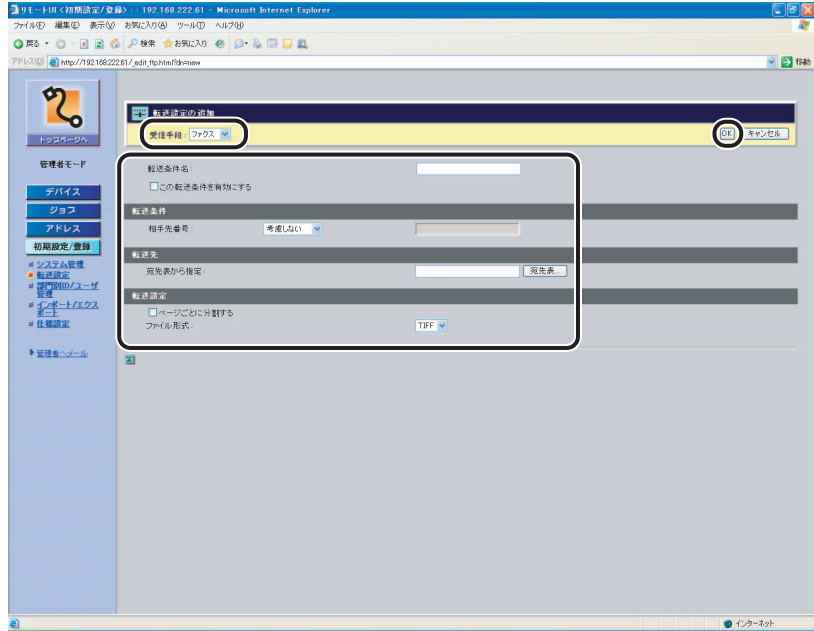 リモートUI <初期設定/登録> : : 192.168.222.61 - Microsoft Internet Explorer
ファイル(F) 編集(E) 表示(V) お気に入り(A) ツール(T) ヘルプ(H)
戻る 検索 お気に入り
アドレス(D) http://192.168.222.61/_edit_ftp.html?dn=new 移動
トップページへ
管理者モード
デバイス
ジョブ
アドレス
初期設定/登録
システム管理
転送設定
部門別ID/ユーザ
管理
インポート/エクス
ポート
仕様設定
管理者へメール
転送設定の追加
受信手段: ファクス OK キャンセル
転送条件名:
この転送条件を有効にする
転送条件
相手先番号: 考慮しない
転送先
宛先表から指定: 宛先表...
転送設定
ページごとに分割する
ファイル形式: TIFF
インターネット